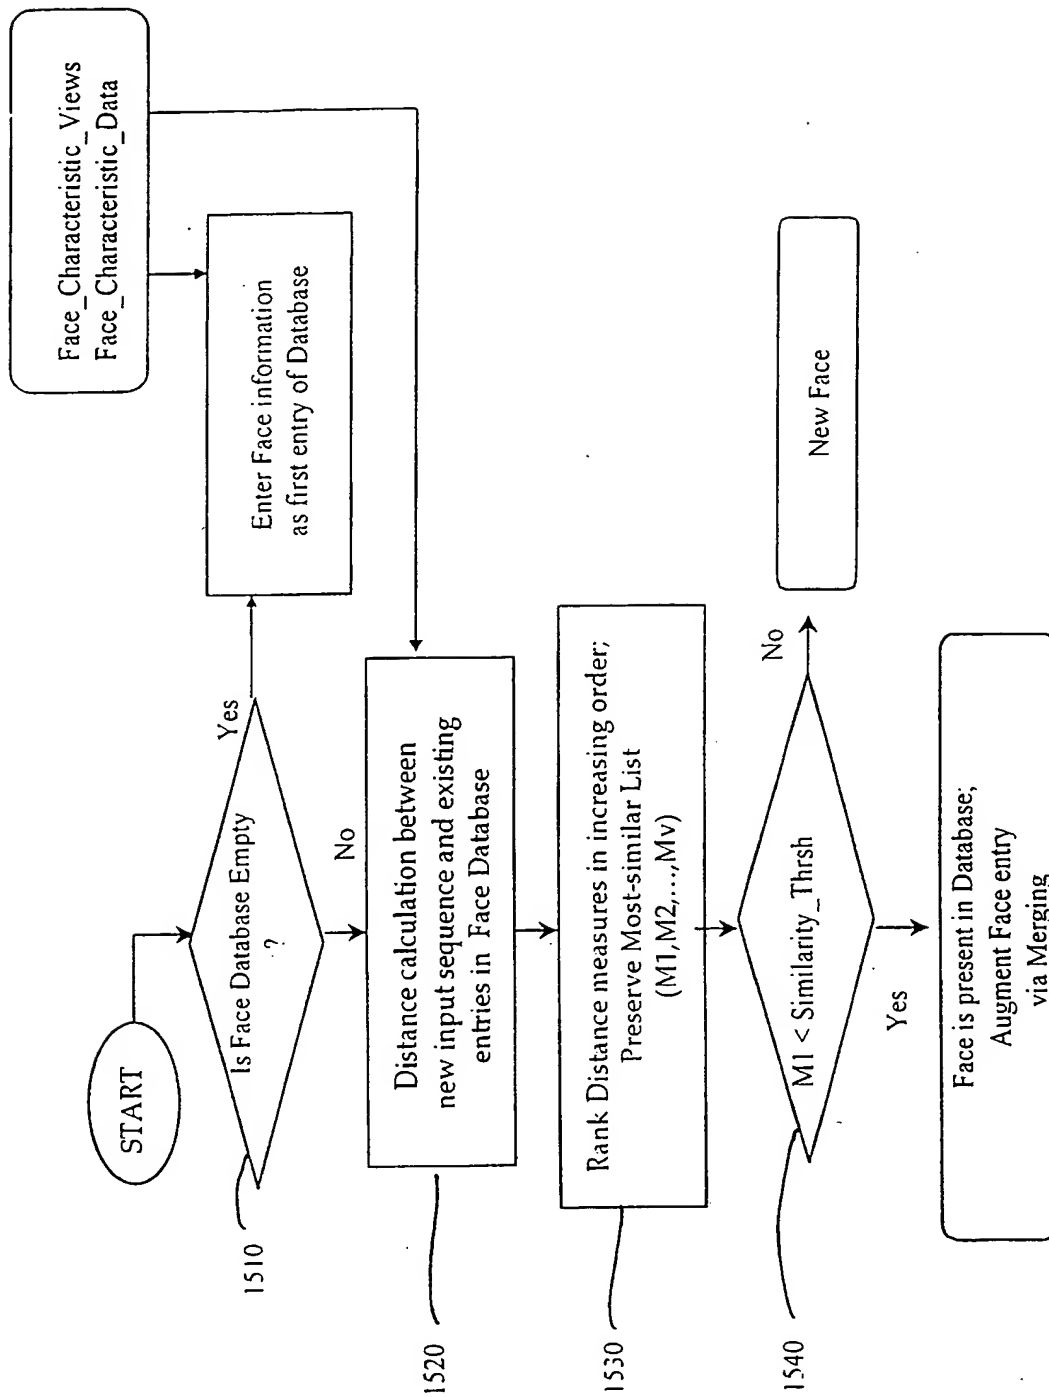 START
Face_Characteristic_Views
Face_Characteristic_Data
1510
Is Face Database Empty
?
Yes
Enter Face information
as first entry of Database
No
1520
Distance calculation between
new input sequence and existing
entries in Face Database
1530
Rank Distance measures in increasing order;
Preserve Most-similar List
(M1,M2,...,Mv)
1540
M1 < Similarity_Thrsh
No
New Face
Yes
Face is present in Database;
Augment Face entry
via Merging